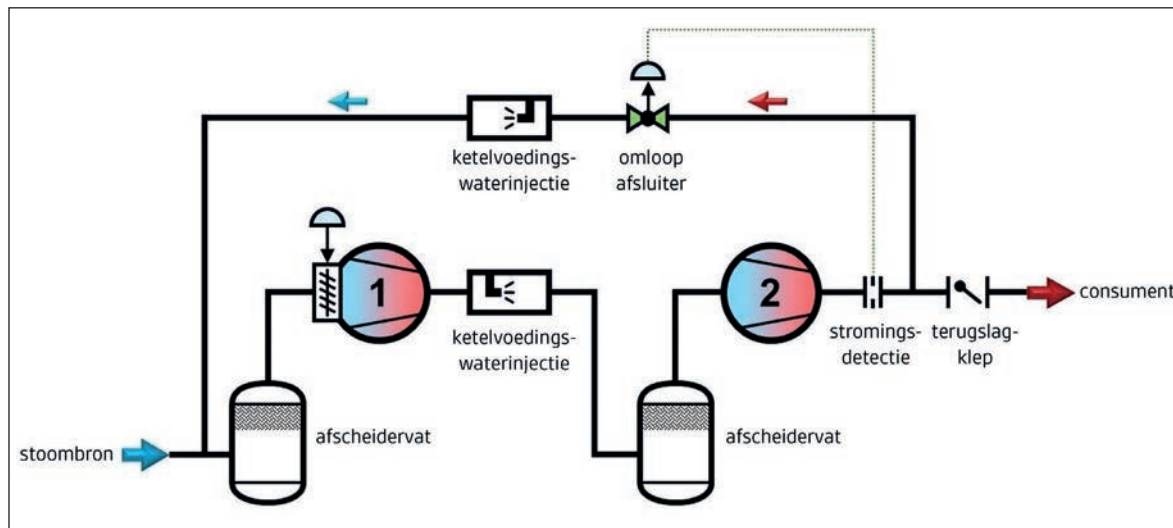 ketelvoedings-
waterinjectie
omloop
afsluiter
1
ketelvoedings-
waterinjectie
2
stromings-
detectie
terugslag-
klep
consument
stoombron
afscheidervat
afscheidervat